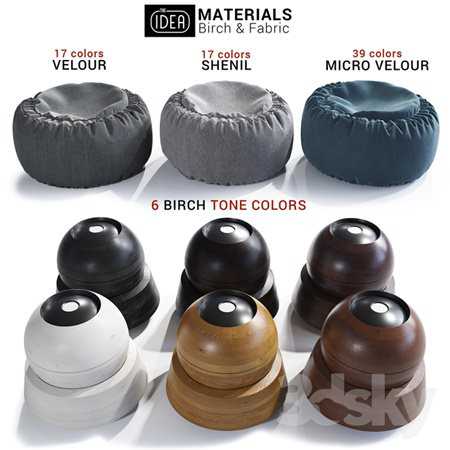 THE
IDEA
MATERIALS
Birch & Fabric
17 colors
VELOUR
17 colors
SHENIL
39 colors
MICRO VELOUR
6 BIRCH TONE COLORS
3dsky